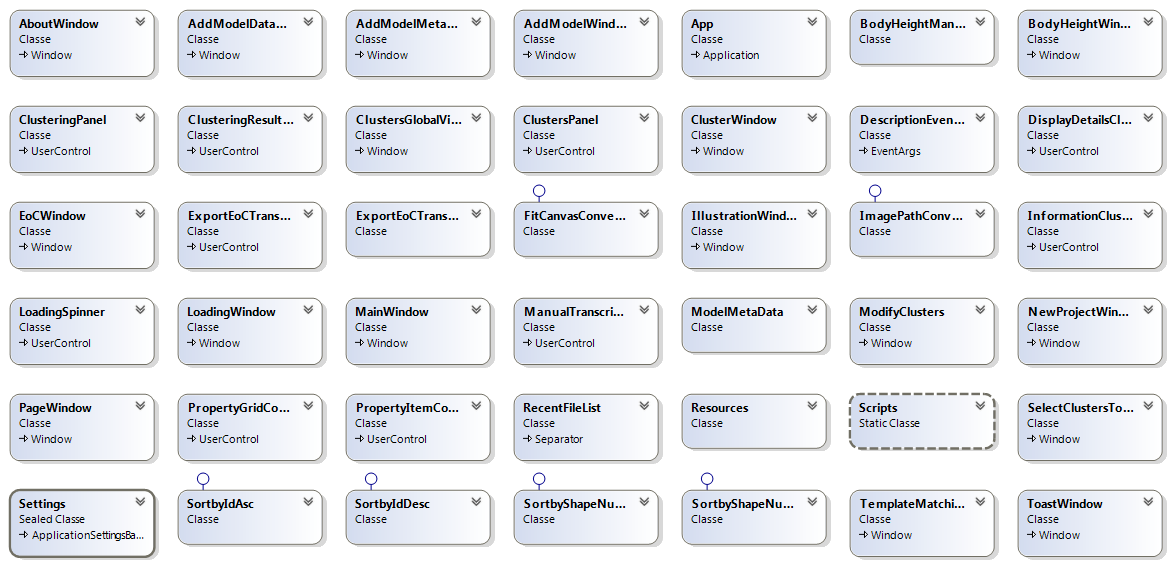 AboutWindow
Classe
Window
AddModelData...
Classe
Window
AddModelMeta...
Classe
Window
AddModelWind...
Classe
Window
App
Classe
Application
BodyHeightMan...
Classe
BodyHeightWin...
Classe
Window
ClusteringPanel
Classe
UserControl
ClusteringResult...
Classe
UserControl
ClustersGlobalVi...
Classe
Window
ClustersPanel
Classe
UserControl
ClusterWindow
Classe
Window
DescriptionEven...
Classe
EventArgs
DisplayDetailsCl...
Classe
UserControl
EoCWindow
Classe
Window
ExportEoCTrans...
Classe
UserControl
ExportEoCTrans...
Classe
FitCanvasConve...
Classe
IllustrationWind...
Classe
Window
ImagePathConv...
Classe
InformationClus...
Classe
UserControl
LoadingSpinner
Classe
UserControl
LoadingWindow
Classe
Window
MainWindow
Classe
Window
ManualTranscri...
Classe
UserControl
ModelMetaData
Classe
ModifyClusters
Classe
Window
NewProjectWin...
Classe
Window
PageWindow
Classe
Window
PropertyGridCo...
Classe
UserControl
PropertyItemCo...
Classe
UserControl
RecentFileList
Classe
Separator
Resources
Classe
Scripts
Static Classe
SelectClustersTo...
Classe
Window
Settings
Sealed Classe
ApplicationSettingsBa...
SortbyIdAsc
Classe
SortbyIdDesc
Classe
SortbyShapeNu...
Classe
SortbyShapeNu...
Classe
TemplateMatchi...
Classe
Window
ToastWindow
Classe
Window